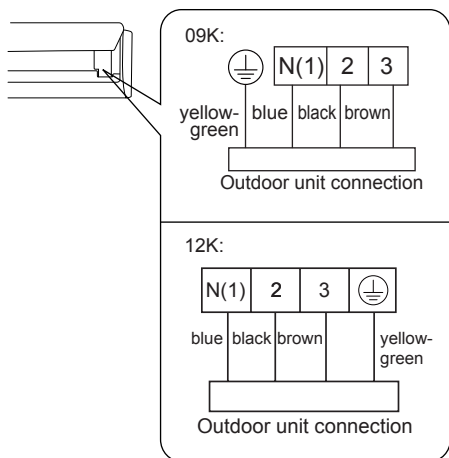 09K:
N(1) 2 3
yellow-
green
blue black brown
Outdoor unit connection
12K:
N(1) 2 3
blue black brown
yellow-
green
Outdoor unit connection